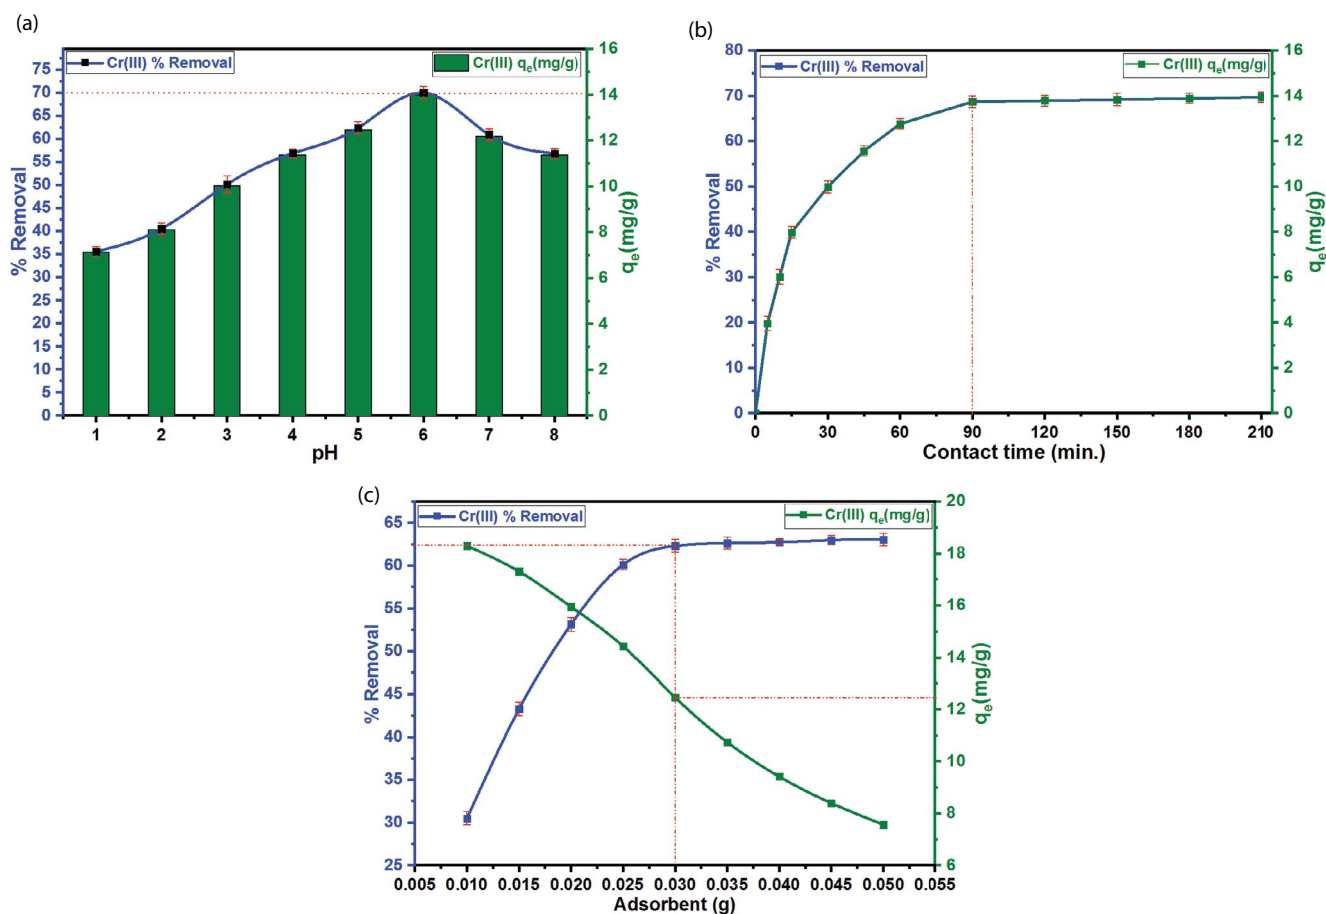 (a)
Cr(III) % Removal
Cr(III) qe(mg/g)
% Removal
75
70
65
60
55
50
45
40
35
30
25
20
15
10
5
0
16
14
12
10
8
6
4
2
0
qe(mg/g)
1 2 3 4 5 6 7 8
pH
(b)
Cr(III) % Removal
Cr(III) qe(mg/g)
% Removal
80
70
60
50
40
30
20
10
0
16
14
12
10
8
6
4
2
0
qe(mg/g)
0 30 60 90 120 150 180 210
Contact time (min.)
(c)
Cr(III) % Removal
Cr(III) qe(mg/g)
% Removal
65
60
55
50
45
40
35
30
25
20
18
16
14
12
10
8
6
qe(mg/g)
0.005 0.010 0.015 0.020 0.025 0.030 0.035 0.040 0.045 0.050 0.055
Adsorbent (g)